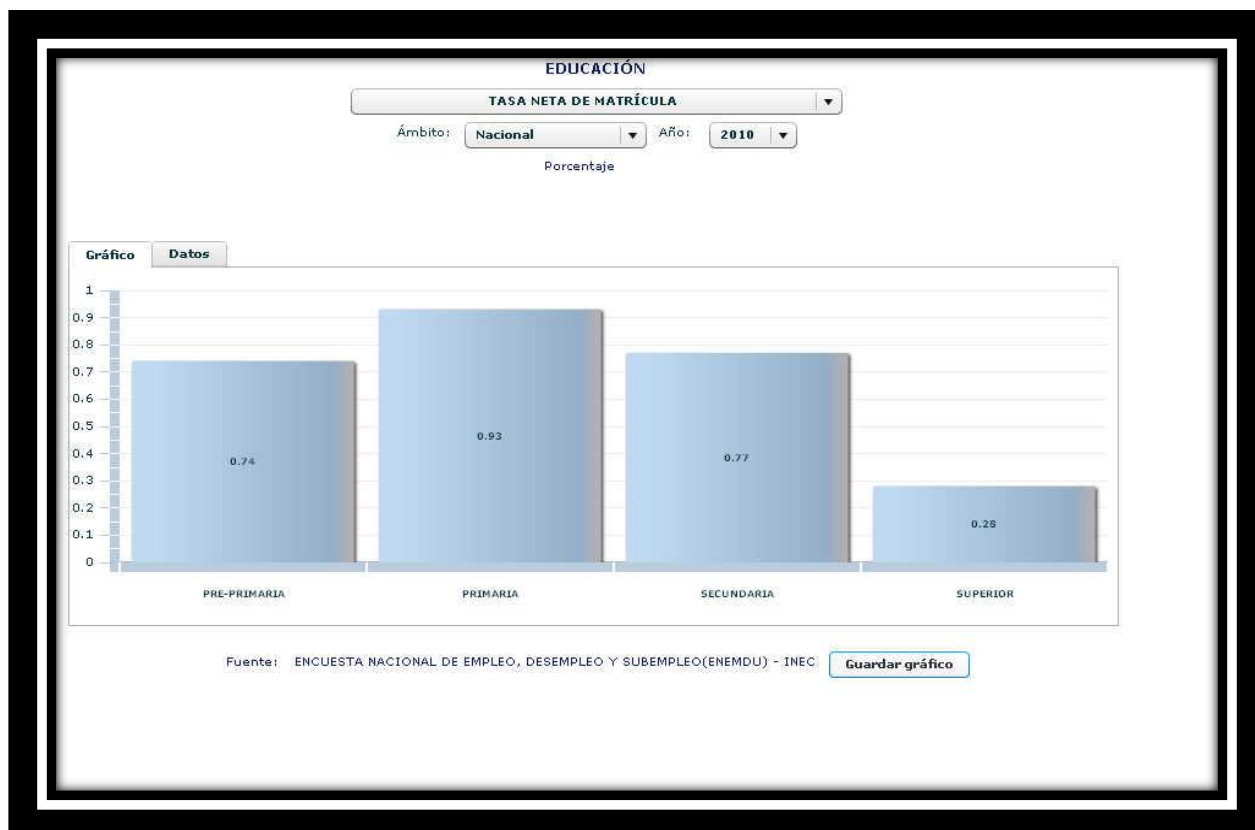 EDUCACIÓN
TASA NETA DE MATRÍCULA
Ámbito: Nacional Año: 2010
Porcentaje
Gráfico Datos
1
0.9
0.8
0.7
0.6
0.5
0.4
0.3
0.2
0.1
0
0.74
0.93
0.77
0.28
PRE-PRIMARIA PRIMARIA SECUNDARIA SUPERIOR
Fuente: ENCUESTA NACIONAL DE EMPLEO, DESEMPLEO Y SUBEMPLEO(ENEMDU) - INEC Guardar gráfico